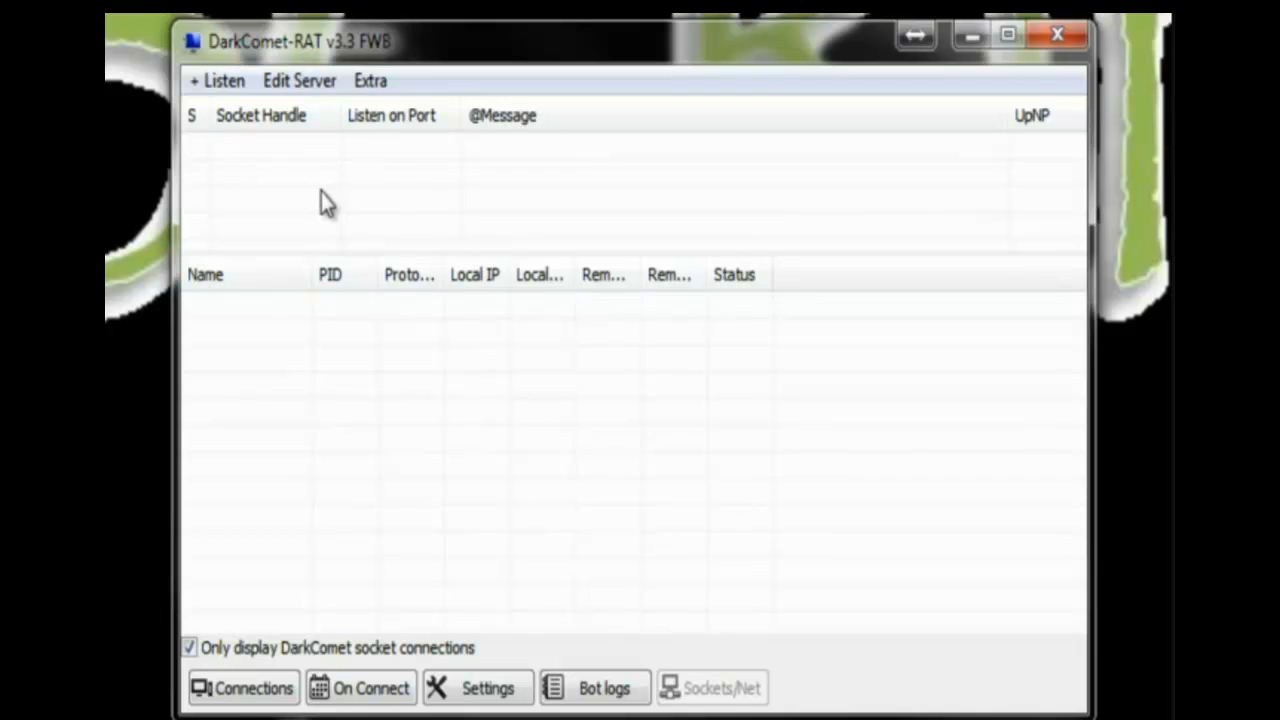 DarkComet-RAT v3.3 FWB
+ Listen Edit Server Extra
S Socket Handle Listen on Port @Message UpNP
Name PID Proto... Local IP Local... Rem... Rem... Status
Only display DarkComet socket connections
Connections On Connect Settings Bot logs Sockets/Net